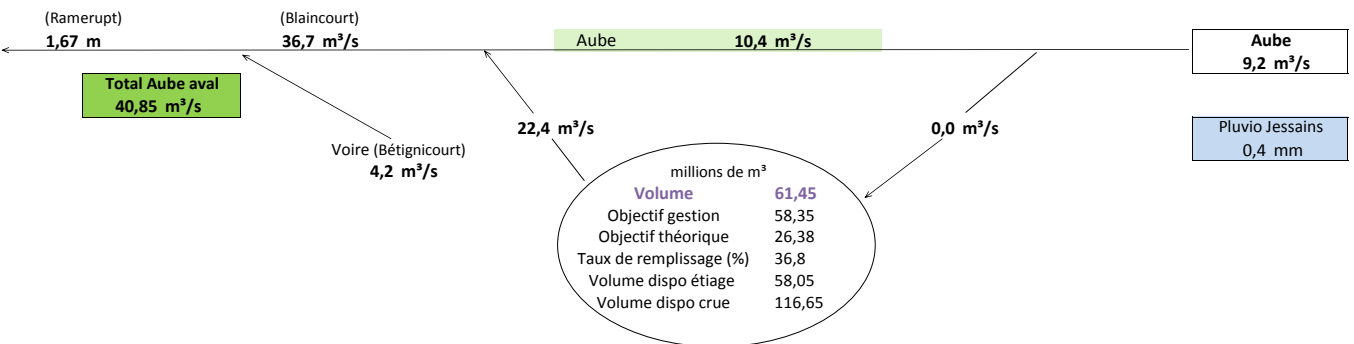 (Ramerupt)
1,67 m
(Blaincourt)
36,7 m³/s
Aube 10,4 m³/s
Aube
9,2 m³/s
Total Aube aval
40,85 m³/s
Pluvio Jessains
0,4 mm
22,4 m³/s
0,0 m³/s
Voire (Bétignicourt)
4,2 m³/s
millions de m³
Volume 61,45
Objectif gestion 58,35
Objectif théorique 26,38
Taux de remplissage (%) 36,8
Volume dispo étiage 58,05
Volume dispo crue 116,65